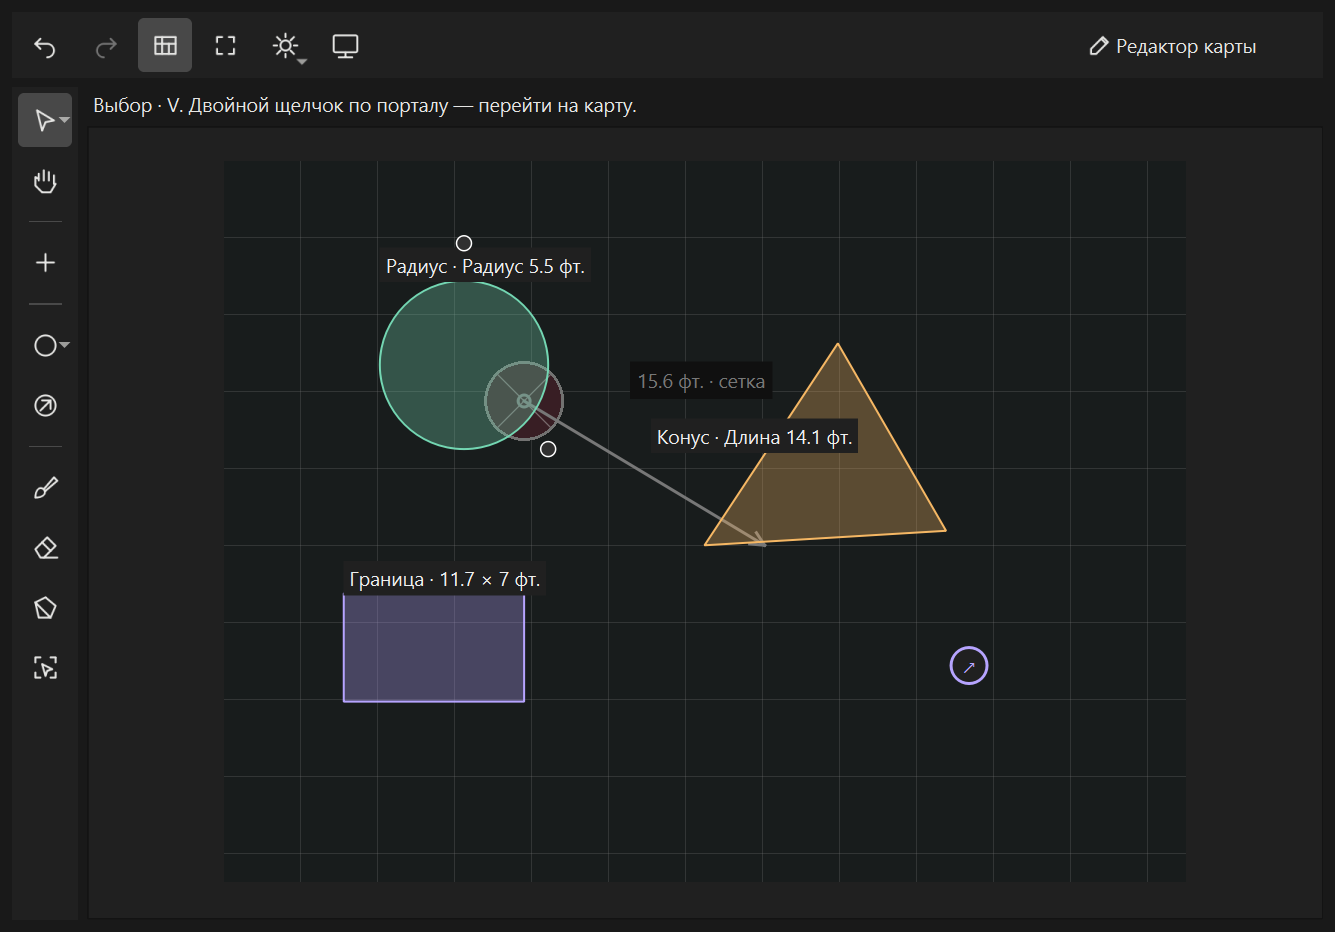 Редактор карты
Выбор · V. Двойной щелчок по порталу — перейти на карту.
Радиус · Радиус 5.5 фт.
15.6 фт. · сетка
Конус · Длина 14.1 фт.
Граница · 11.7 × 7 фт.